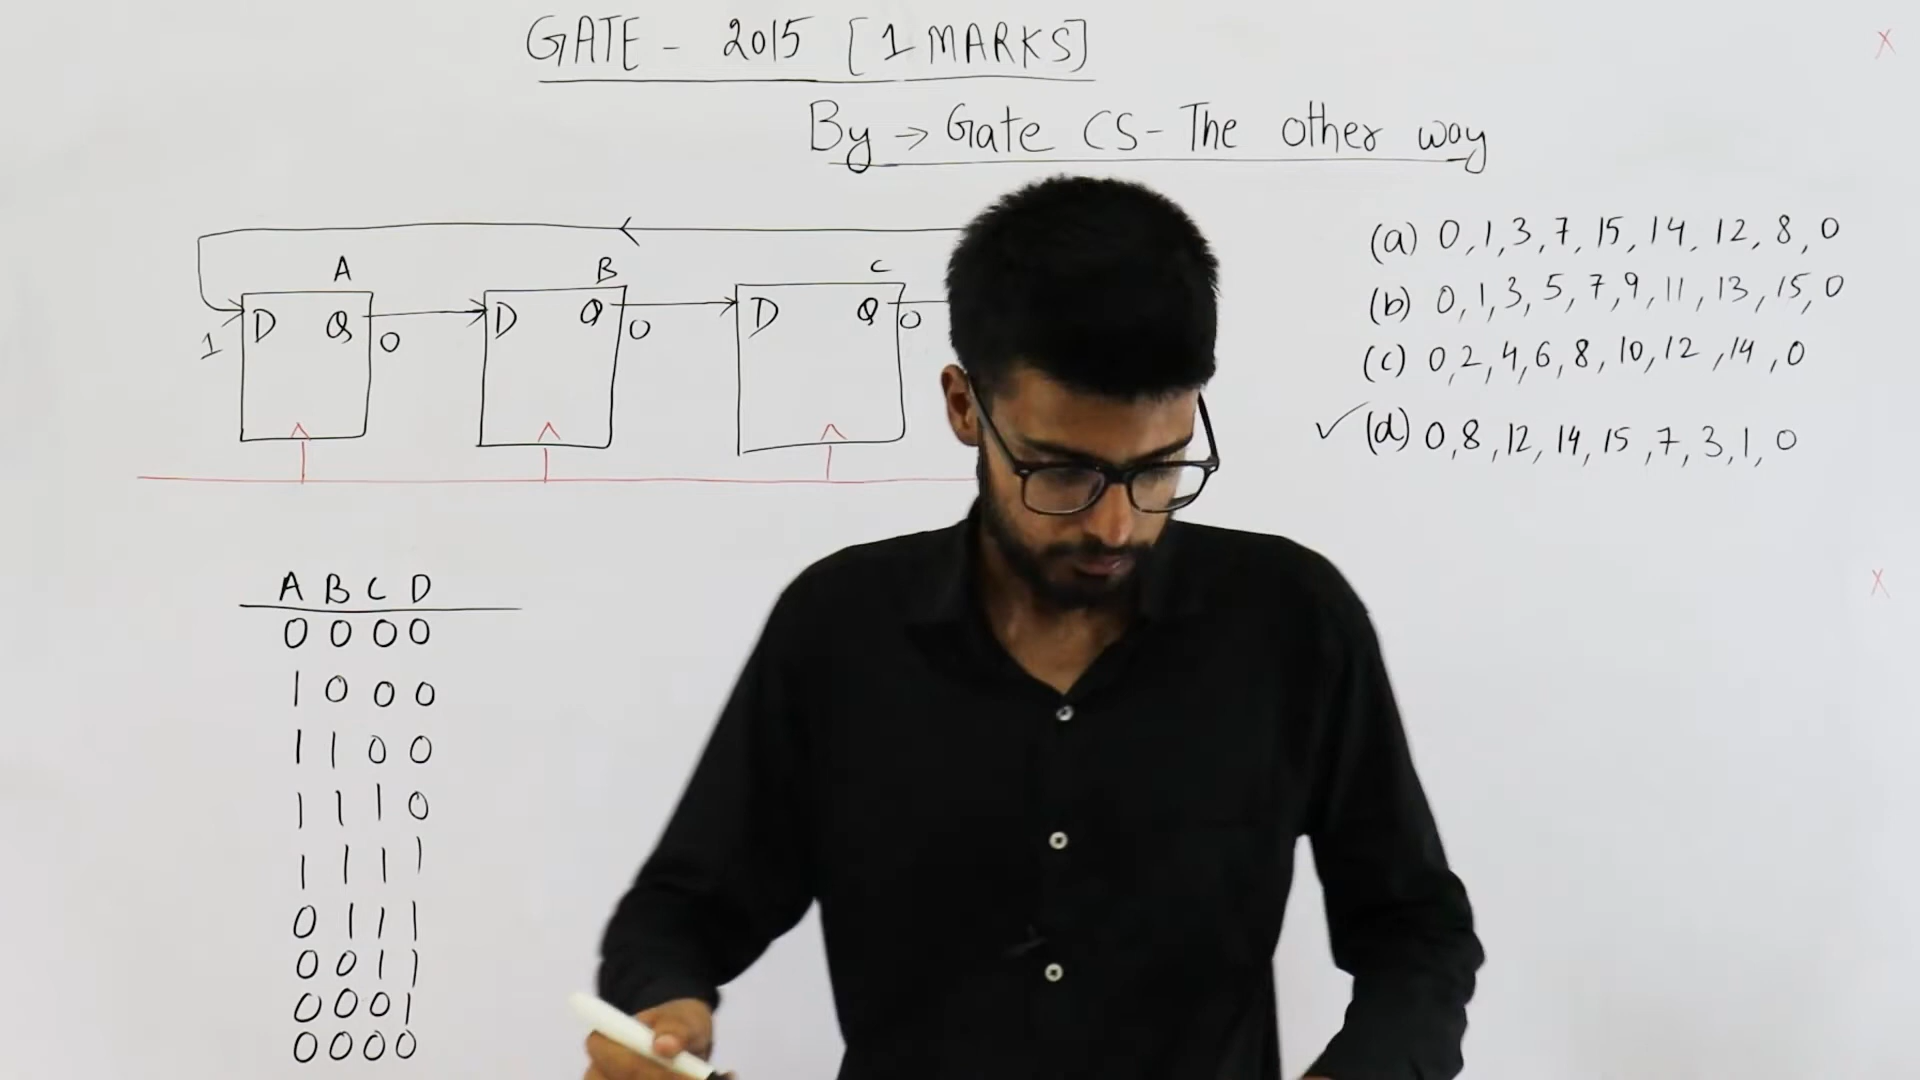 GATE - 2015 [1 MARKS]
By → Gate CS - The other way
A B C
D Q D Q D Q
1 0 0 0
(a) 0, 1, 3, 7, 15, 14, 12, 8, 0
(b) 0, 1, 3, 5, 7, 9, 11, 13, 15, 0
(c) 0, 2, 4, 6, 8, 10, 12, 14, 0
✓ (d) 0, 8, 12, 14, 15, 7, 3, 1, 0
A B C D
0 0 0 0
1 0 0 0
1 1 0 0
1 1 1 0
1 1 1 1
0 1 1 1
0 0 1 1
0 0 0 1
0 0 0 0